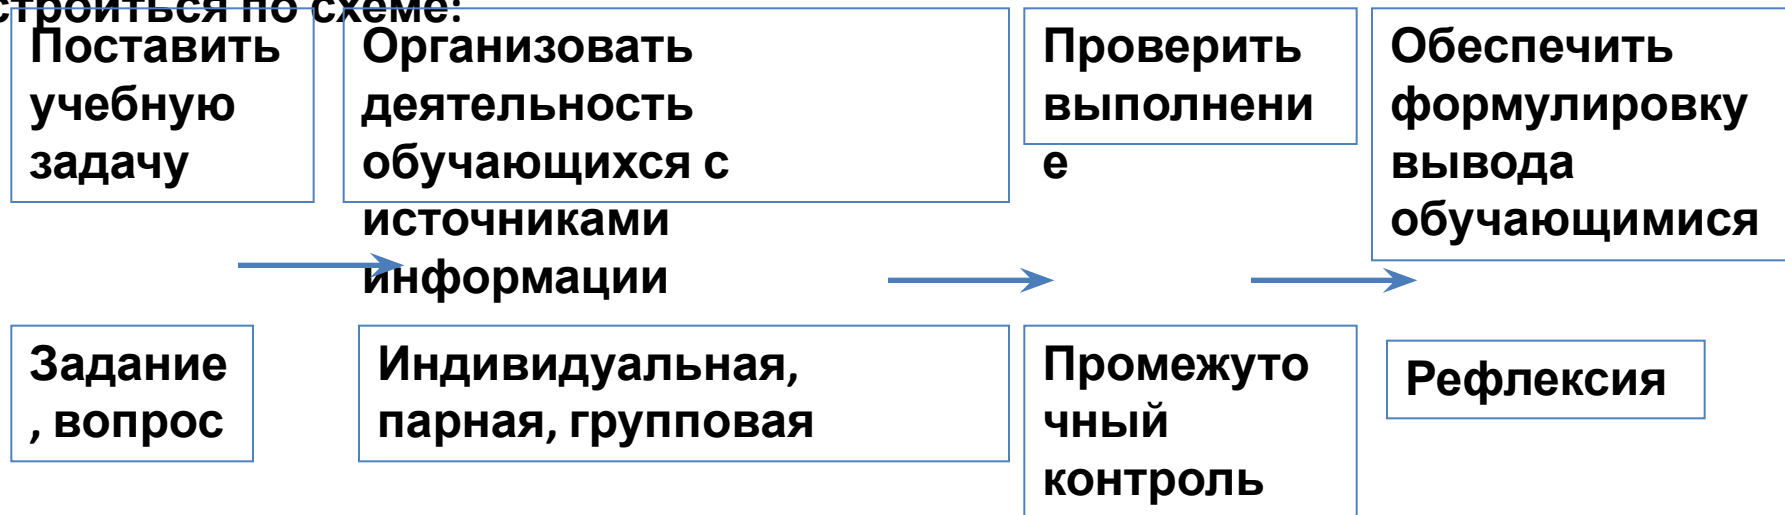 строиться по схеме:
Поставить
учебную
задачу
Организовать
деятельность
обучающихся с
источниками
информации
Проверить
выполнени
е
Обеспечить
формулировку
вывода
обучающимися
Задание
, вопрос
Индивидуальная,
парная, групповая
Промежуто
чный
контроль
Рефлексия